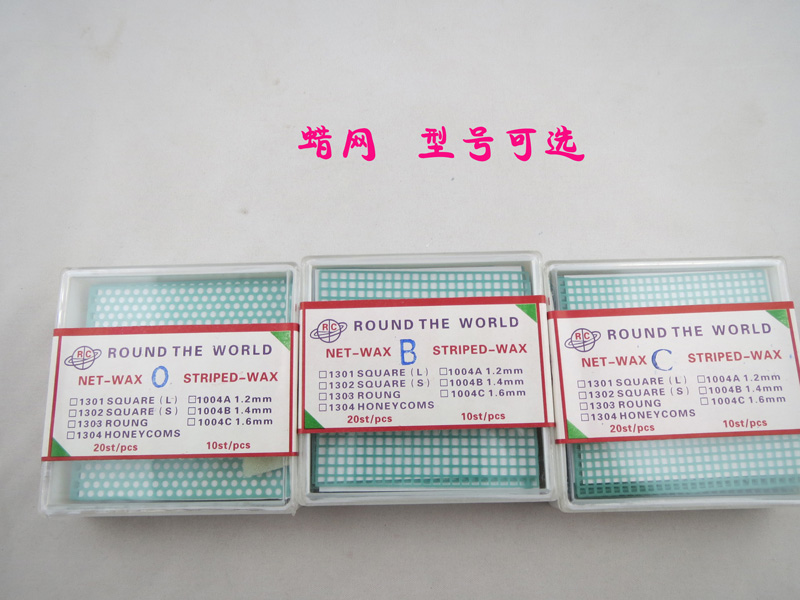 蜡网 型号可选
RC ROUND THE WORLD
NET-WAX O STRIPED-WAX
□1301 SQUARE (L) □1004A 1.2mm
□1302 SQUARE (S) □1004B 1.4mm
□1303 ROUNG □1004C 1.6mm
□1304 HONEYCOMS
20st/pcs 10st/pcs
RC ROUND THE WORLD
NET-WAX B STRIPED-WAX
□1301 SQUARE (L) □1004A 1.2mm
□1302 SQUARE (S) □1004B 1.4mm
□1303 ROUNG □1004C 1.6mm
□1304 HONEYCOMS
20st/pcs 10st/pcs
RC ROUND THE WORLD
NET-WAX C STRIPED-WAX
□1301 SQUARE (L) □1004A 1.2mm
□1302 SQUARE (S) □1004B 1.4mm
□1303 ROUNG □1004C 1.6mm
□1304 HONEYCOMS
20st/pcs 10st/pcs